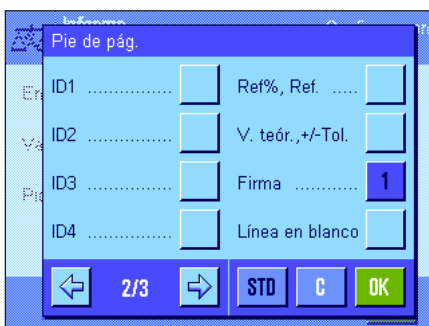 Informe
Pie de pág.
ID1 ...............
Ref%, Ref. .....
ID2 ...............
V. teór.,+/-Tol.
ID3 ...............
Firma ............ 1
ID4 ...............
Línea en blanco
2/3
STD
C
OK